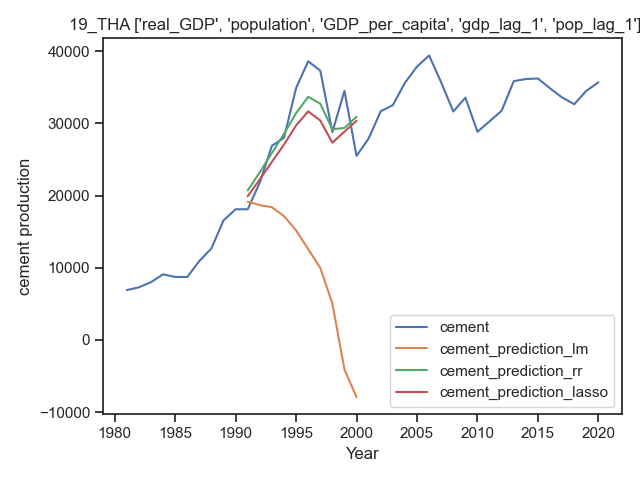 19_THA ['real_GDP', 'population', 'GDP_per_capita', 'gdp_lag_1', 'pop_lag_1']
40000
30000
20000
10000
0
−10000
cement production
1980 1985 1990 1995 2000 2005 2010 2015 2020
Year
cement
cement_prediction_lm
cement_prediction_rr
cement_prediction_lasso